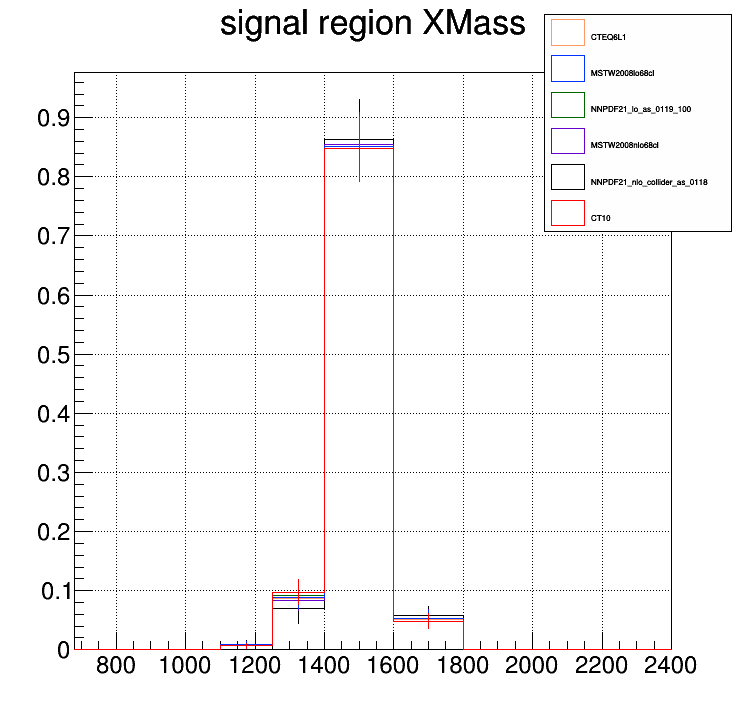 signal region XMass
CTEQ6L1
MSTW2008lo68cl
NNPDF21_lo_as_0119_100
MSTW2008nlo68cl
NNPDF21_nlo_collider_as_0118
CT10
0.9
0.8
0.7
0.6
0.5
0.4
0.3
0.2
0.1
0
800 1000 1200 1400 1600 1800 2000 2200 2400